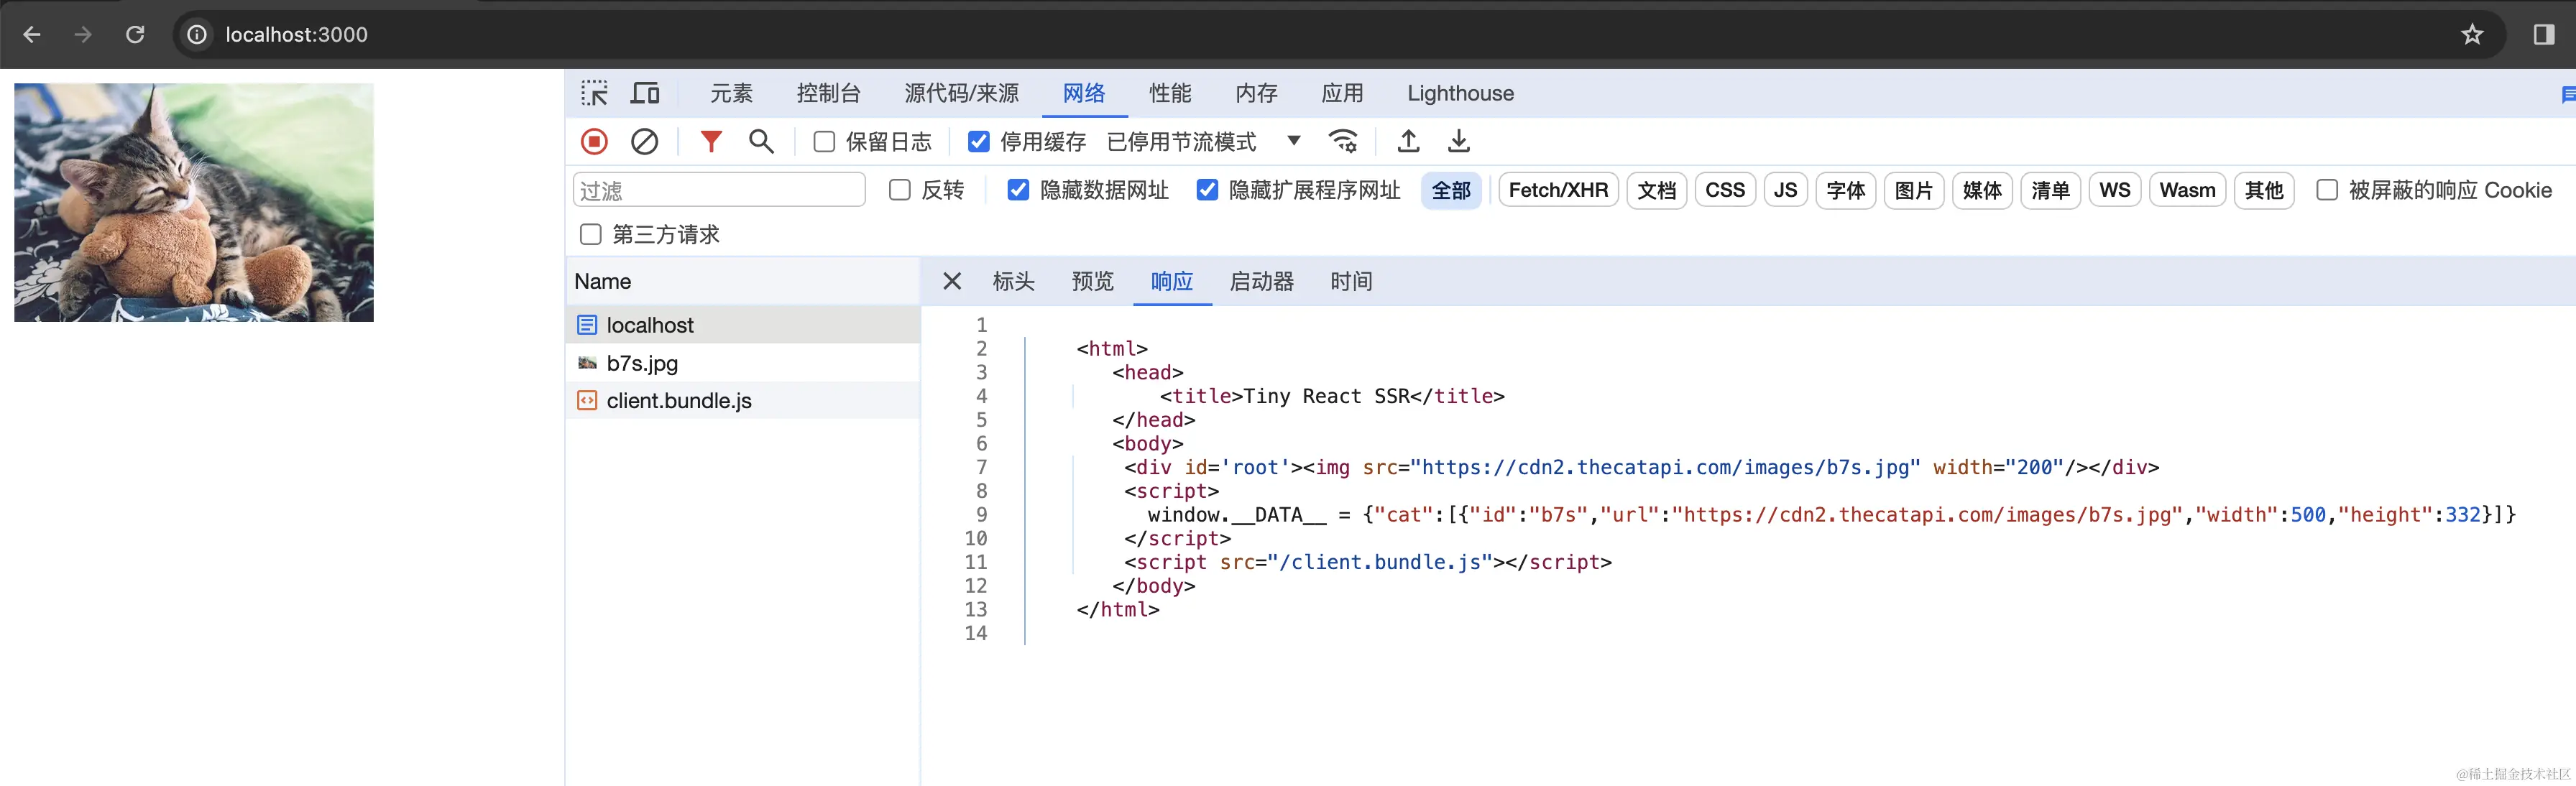 localhost:3000
元素 控制台 源代码/来源 网络 性能 内存 应用 Lighthouse
保留日志 停用缓存 已停用节流模式
过滤 反转 隐藏数据网址 隐藏扩展程序网址 全部 Fetch/XHR 文档 CSS JS 字体 图片 媒体 清单 WS Wasm 其他 被屏蔽的响应 Cookie
第三方请求
Name
localhost
b7s.jpg
client.bundle.js
标头 预览 响应 启动器 时间
1
2 <html>
3 <head>
4 <title>Tiny React SSR</title>
5 </head>
6 <body>
7 <div id='root'><img src="https://cdn2.thecatapi.com/images/b7s.jpg" width="200"/></div>
8 <script>
9 window.__DATA__ = {"cat":[{"id":"b7s","url":"https://cdn2.thecatapi.com/images/b7s.jpg","width":500,"height":332}]}
10 </script>
11 <script src="/client.bundle.js"></script>
12 </body>
13 </html>
14
@稀土掘金技术社区